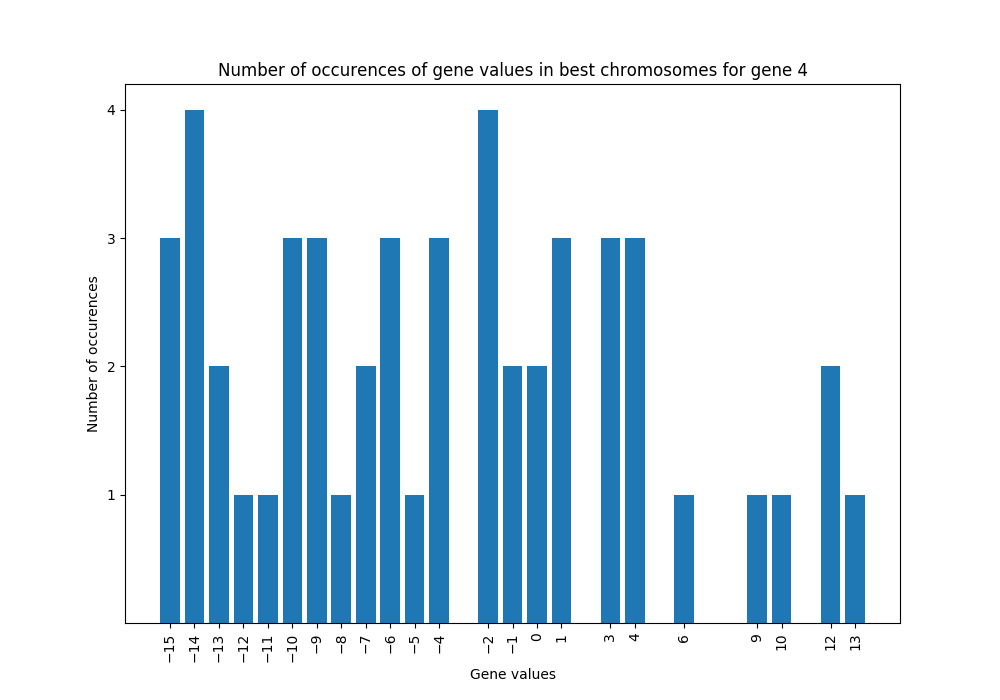 Number of occurences of gene values in best chromosomes for gene 4
4
3
2
1
Number of occurences
−15 −14 −13 −12 −11 −10 −9 −8 −7 −6 −5 −4 −2 −1 0 1 3 4 6 9 10 12 13
Gene values